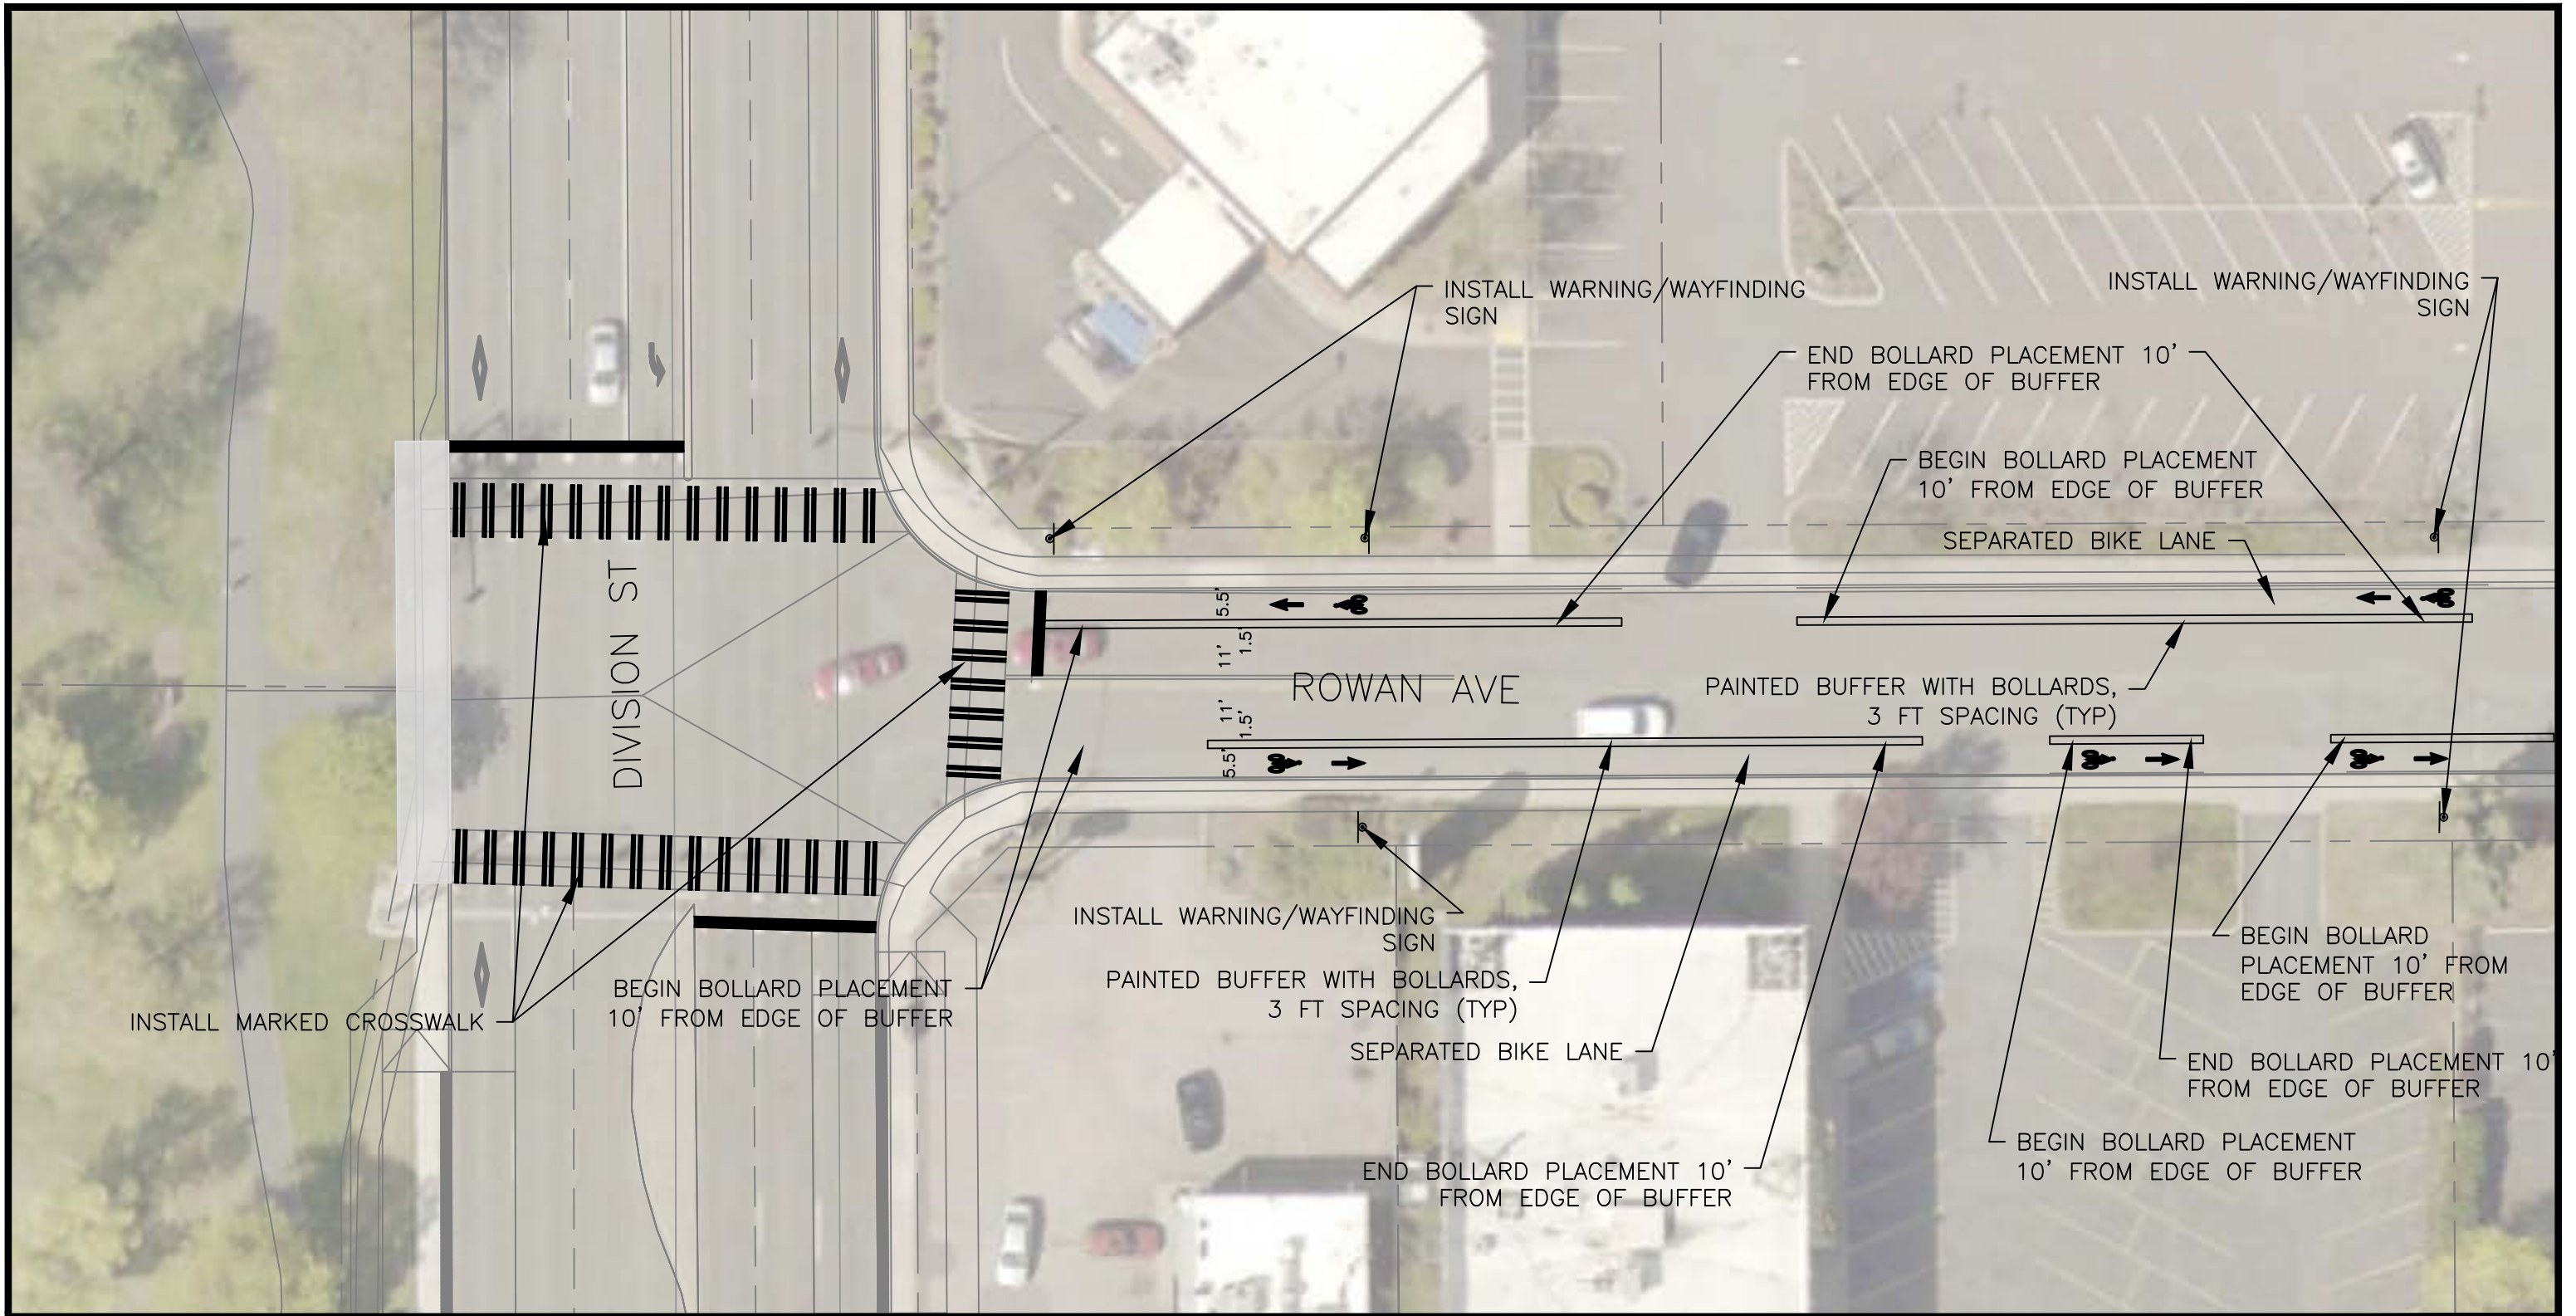 INSTALL WARNING/WAYFINDING
SIGN
INSTALL WARNING/WAYFINDING
SIGN
END BOLLARD PLACEMENT 10'
FROM EDGE OF BUFFER
BEGIN BOLLARD PLACEMENT
10' FROM EDGE OF BUFFER
SEPARATED BIKE LANE
DIVISION ST
5.5'
1.5'
11'
ROWAN AVE
11'
1.5'
5.5'
PAINTED BUFFER WITH BOLLARDS,
3 FT SPACING (TYP)
INSTALL WARNING/WAYFINDING
SIGN
PAINTED BUFFER WITH BOLLARDS,
3 FT SPACING (TYP)
SEPARATED BIKE LANE
BEGIN BOLLARD PLACEMENT
10' FROM EDGE OF BUFFER
INSTALL MARKED CROSSWALK
END BOLLARD PLACEMENT 10'
FROM EDGE OF BUFFER
BEGIN BOLLARD
PLACEMENT 10' FROM
EDGE OF BUFFER
END BOLLARD PLACEMENT 10'
FROM EDGE OF BUFFER
BEGIN BOLLARD PLACEMENT
10' FROM EDGE OF BUFFER